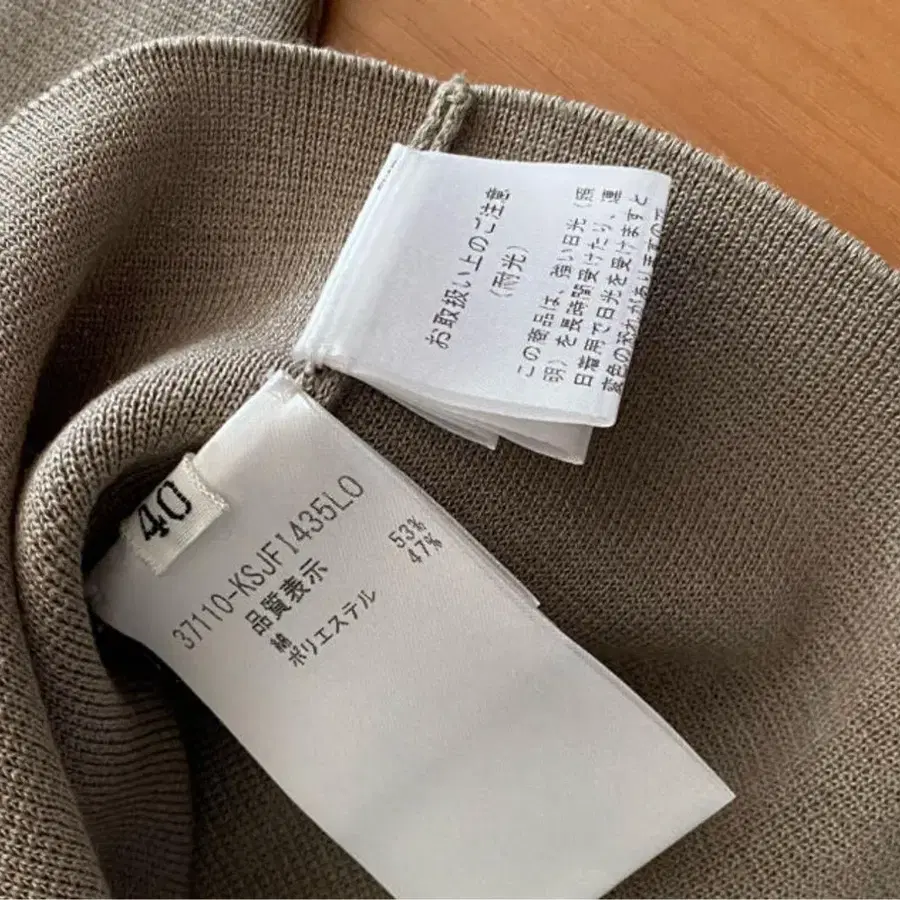 お取扱い上のご注意
(耐光)
この商品は、強い日光(照
明)を長時間受けたり、連
日着用で日光を受けますと
黄色の
40
37110-KSJF1435L0
品質表示
綿 53%
ポリエステル 47%